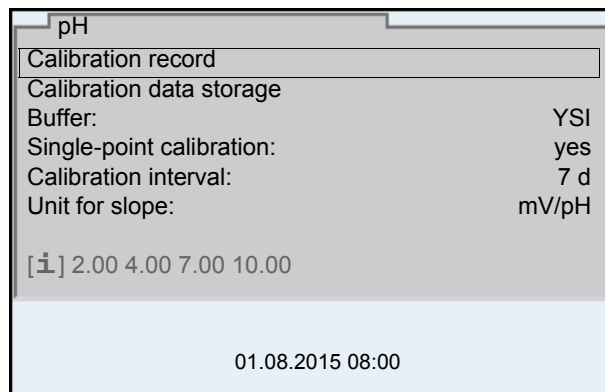 pH
Calibration record
Calibration data storage
Buffer: YSI
Single-point calibration: yes
Calibration interval: 7 d
Unit for slope: mV/pH
[i] 2.00 4.00 7.00 10.00
01.08.2015 08:00